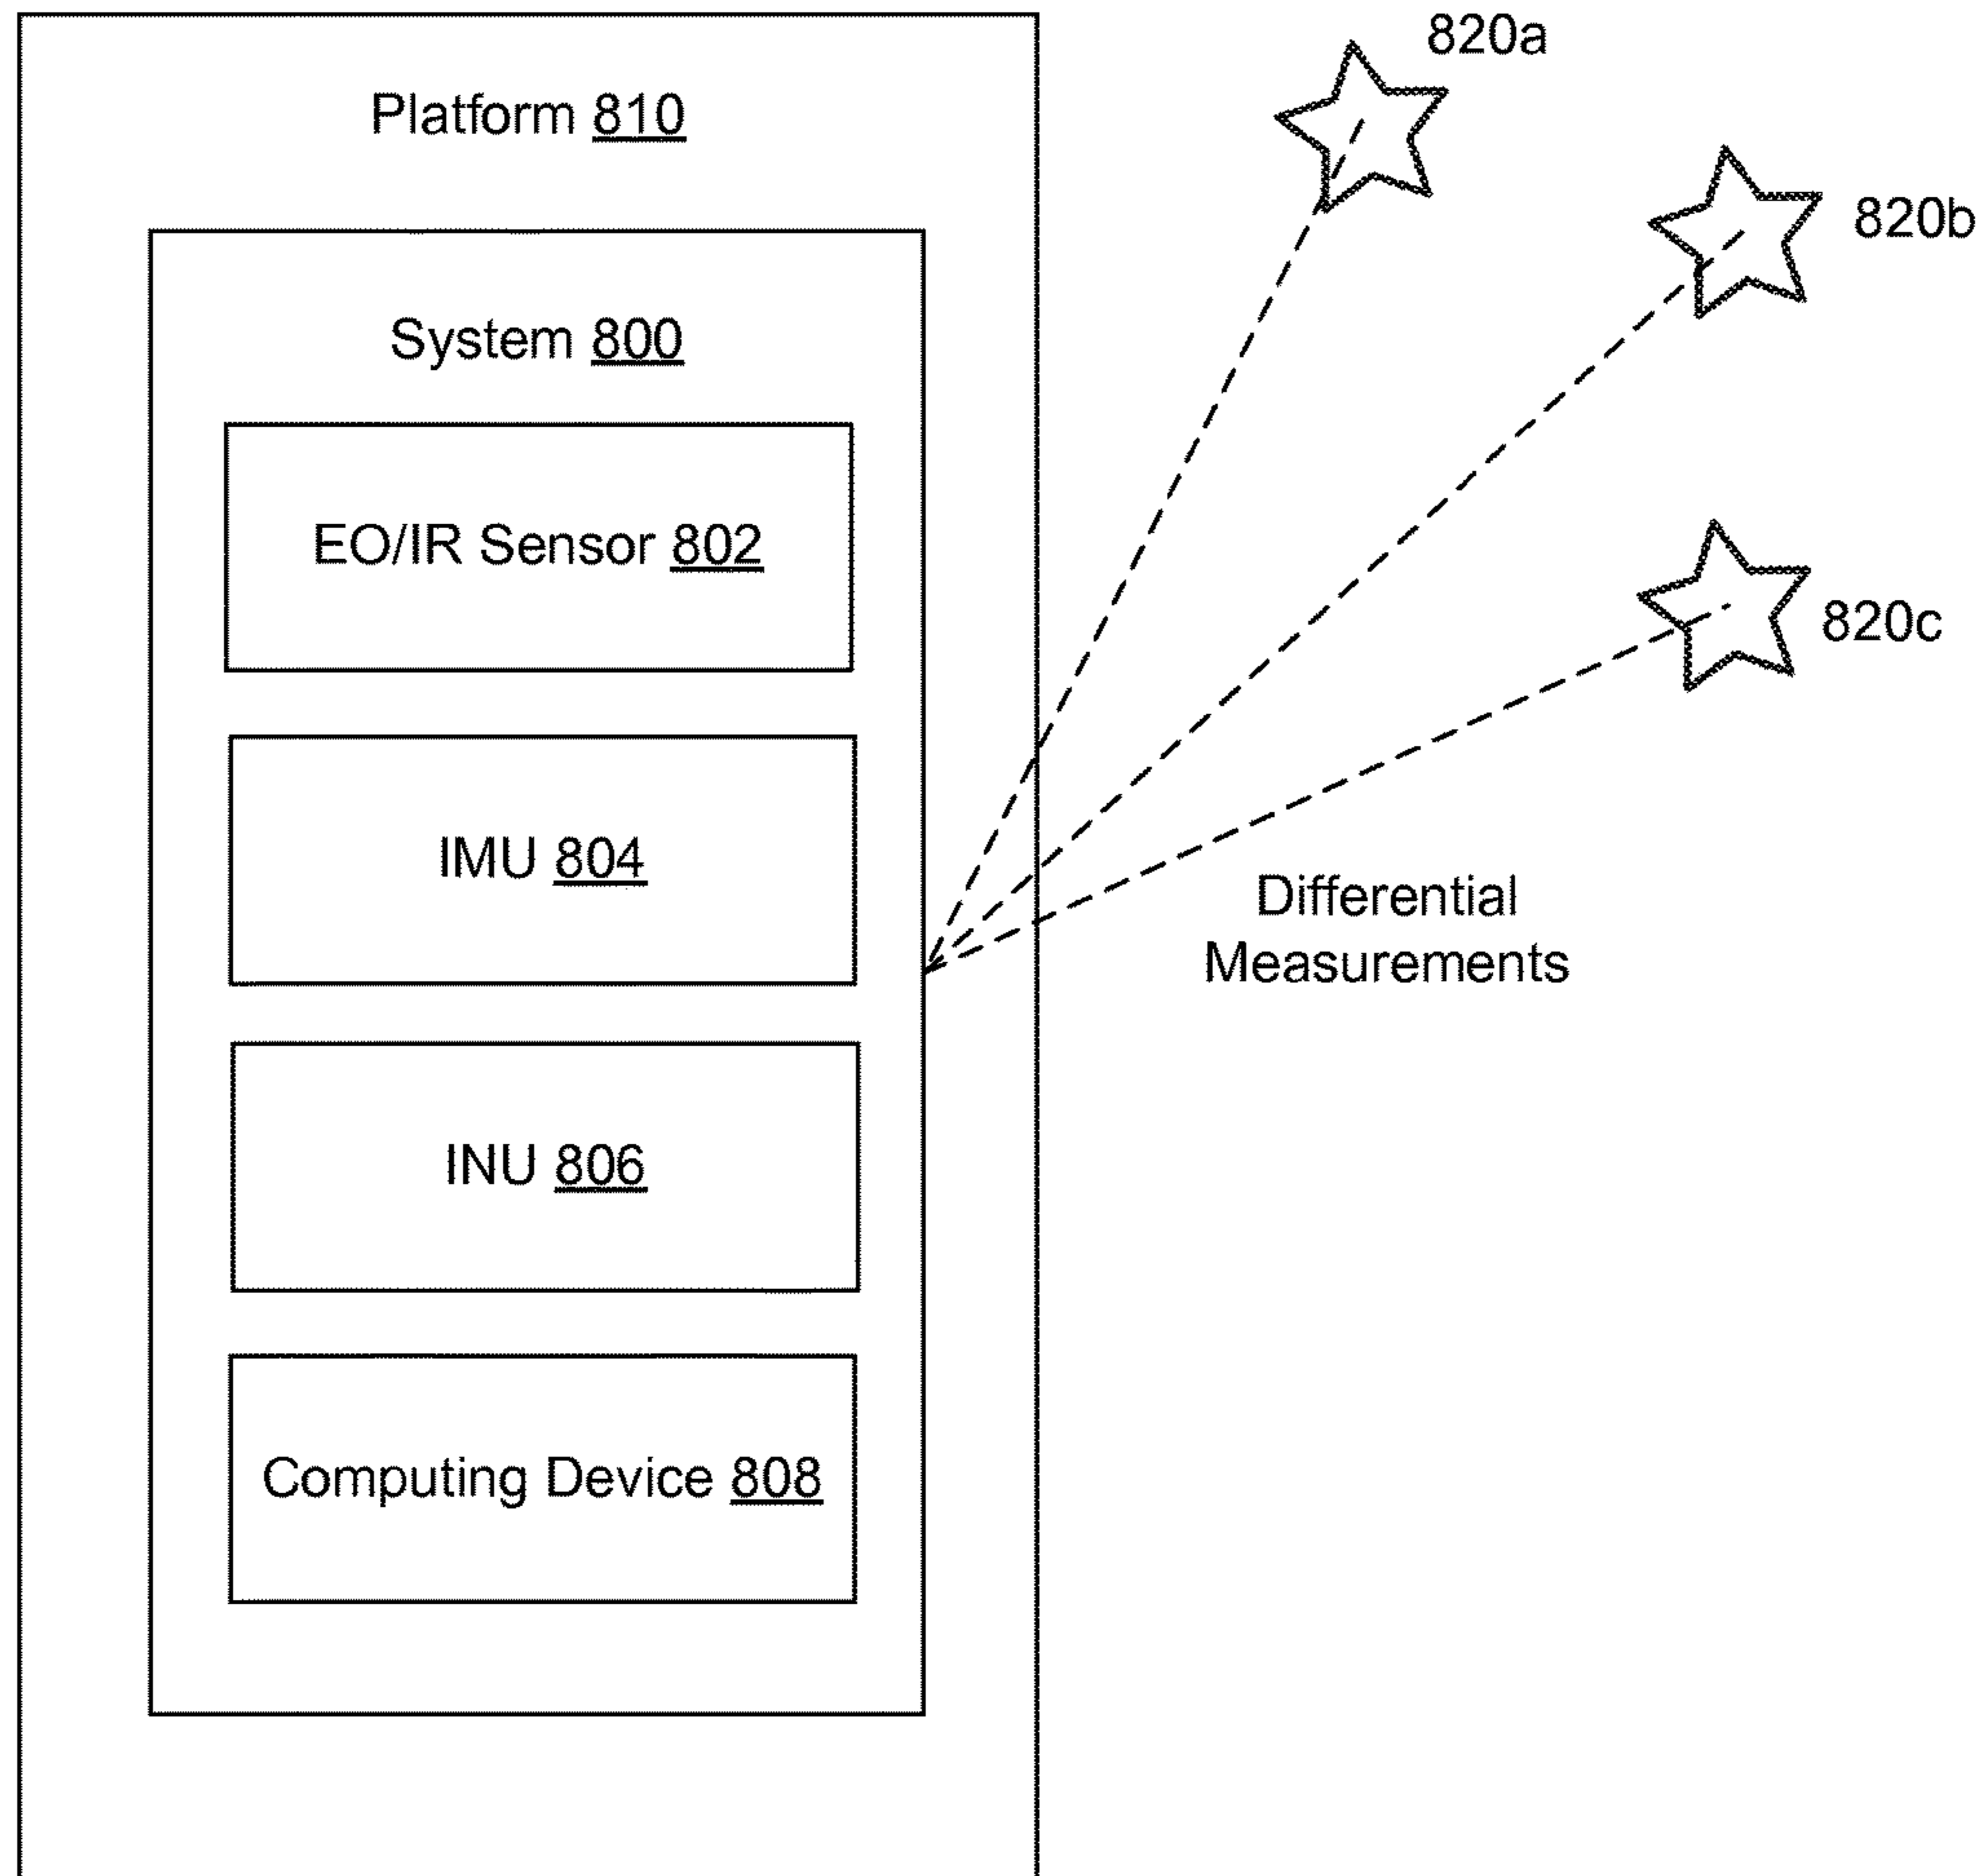 Platform 810
System 800
EO/IR Sensor 802
IMU 804
INU 806
Computing Device 808
820a
820b
820c
Differential
Measurements